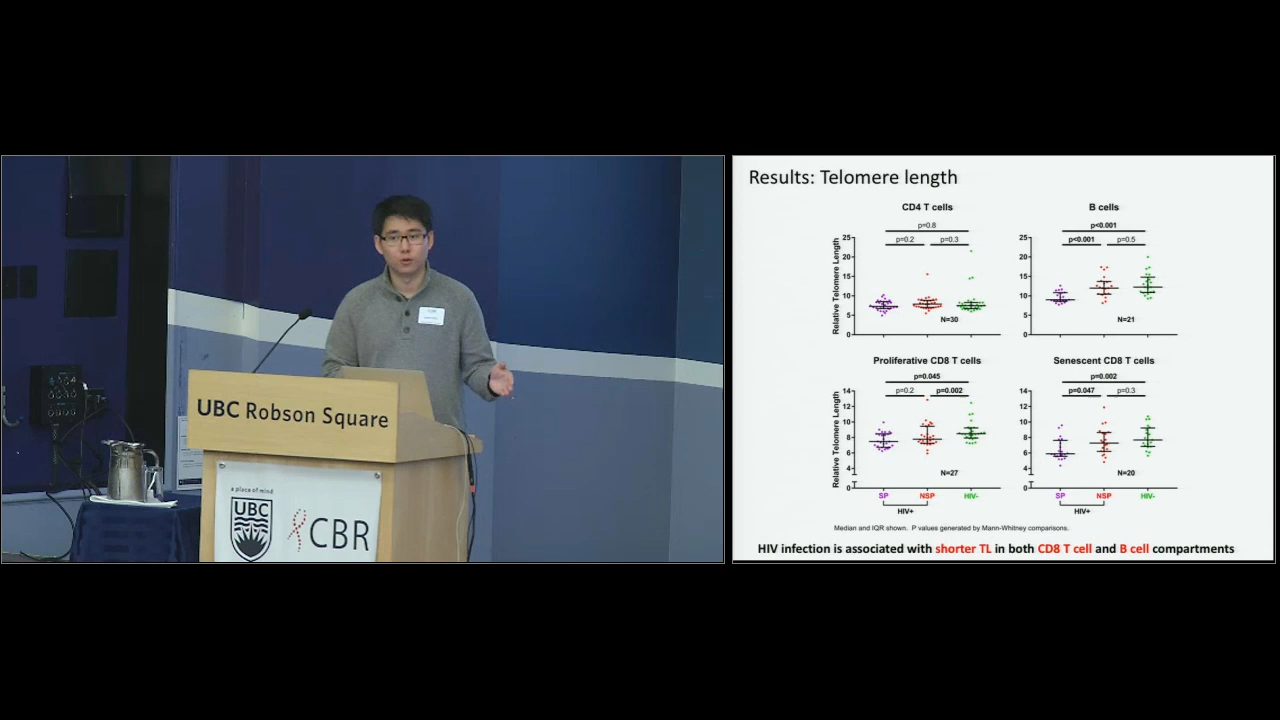 UBC Robson Square
a place of mind
UBC
CBR
Results: Telomere length
CD4 T cells
p=0.8
p=0.2
p=0.3
Relative Telomere Length
25
20
15
10
5
0
N=30
B cells
p<0.001
p<0.001
p=0.5
25
20
15
10
5
0
N=21
Proliferative CD8 T cells
p=0.045
p=0.2
p=0.002
Relative Telomere Length
14
12
10
8
6
4
0
N=27
SP
NSP
HIV-
HIV+
Senescent CD8 T cells
p=0.002
p=0.047
p=0.3
14
12
10
8
6
4
0
N=20
SP
NSP
HIV-
HIV+
Median and IQR shown. P values generated by Mann-Whitney comparisons.
HIV infection is associated with shorter TL in both CD8 T cell and B cell compartments